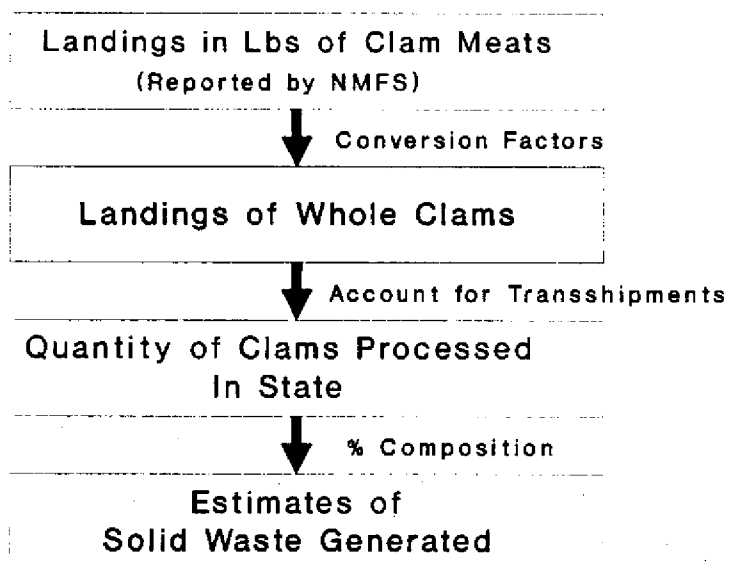 Landings in Lbs of Clam Meats
(Reported by NMFS)
Conversion Factors
Landings of Whole Clams
Account for Transshipments
Quantity of Clams Processed
In State
% Composition
Estimates of
Solid Waste Generated